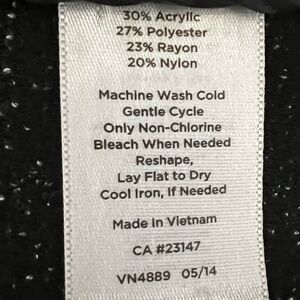 30% Acrylic
27% Polyester
23% Rayon
20% Nylon
Machine Wash Cold
Gentle Cycle
Only Non-Chlorine
Bleach When Needed
Reshape,
Lay Flat to Dry
Cool Iron, If Needed
Made In Vietnam
CA #23147
VN4889 05/14